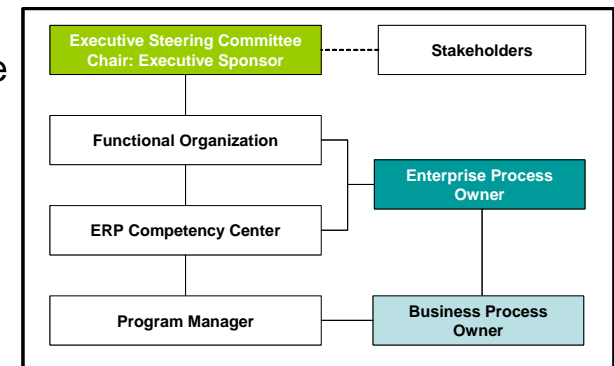 e
Executive Steering Committee
Chair: Executive Sponsor
Stakeholders
Functional Organization
Enterprise Process
Owner
ERP Competency Center
Program Manager
Business Process
Owner